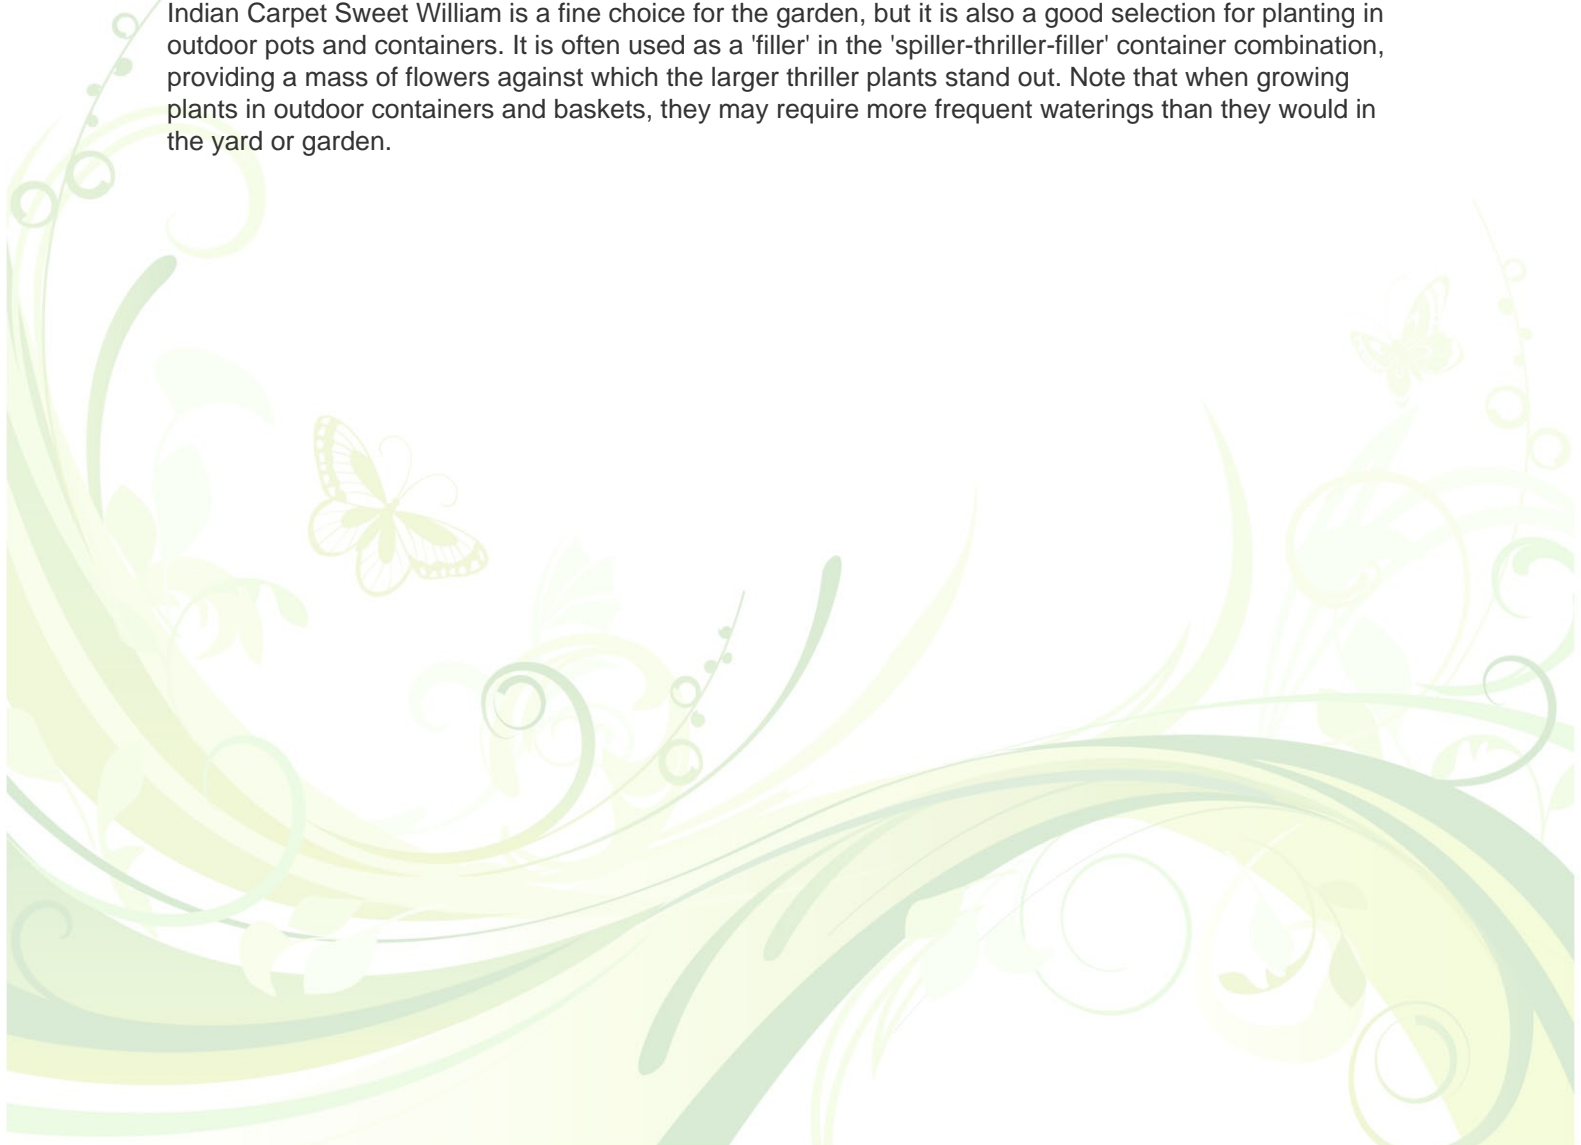 Indian Carpet Sweet William is a fine choice for the garden, but it is also a good selection for planting in
outdoor pots and containers. It is often used as a 'filler' in the 'spiller-thriller-filler' container combination,
providing a mass of flowers against which the larger thriller plants stand out. Note that when growing
plants in outdoor containers and baskets, they may require more frequent waterings than they would in
the yard or garden.